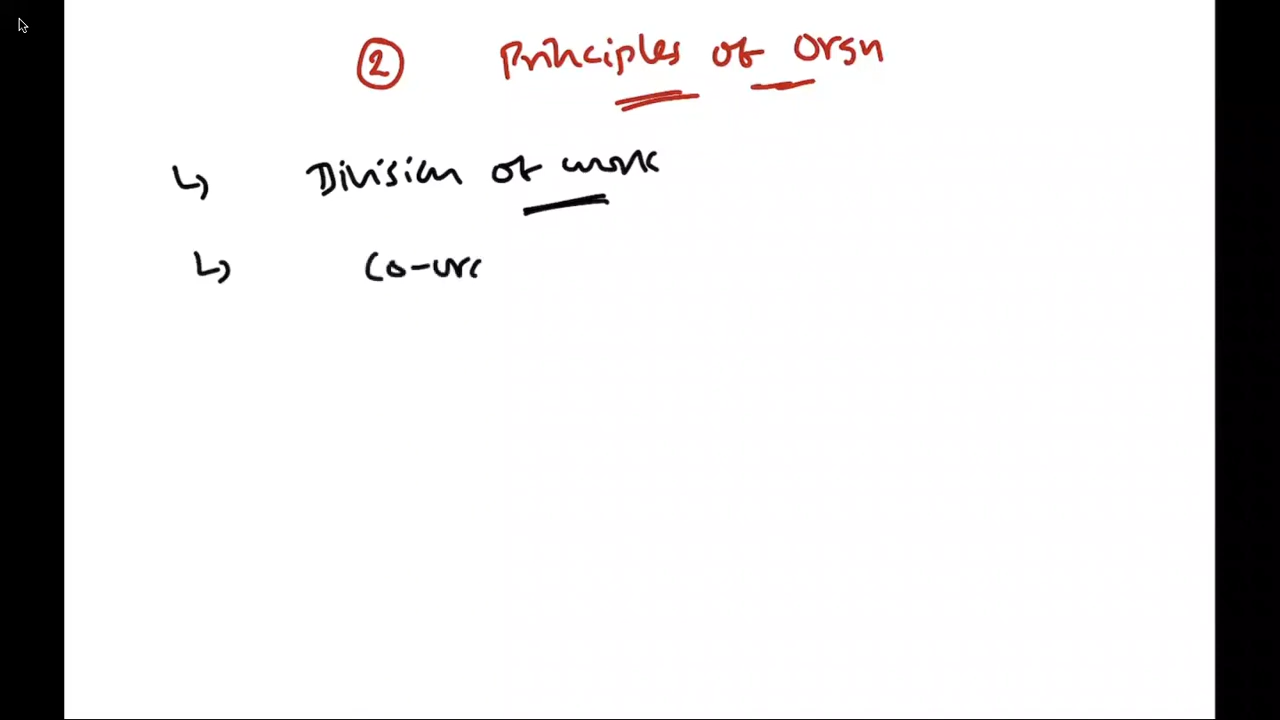 ② Principles of Orgn
↳ Division of work
↳ Co-ord